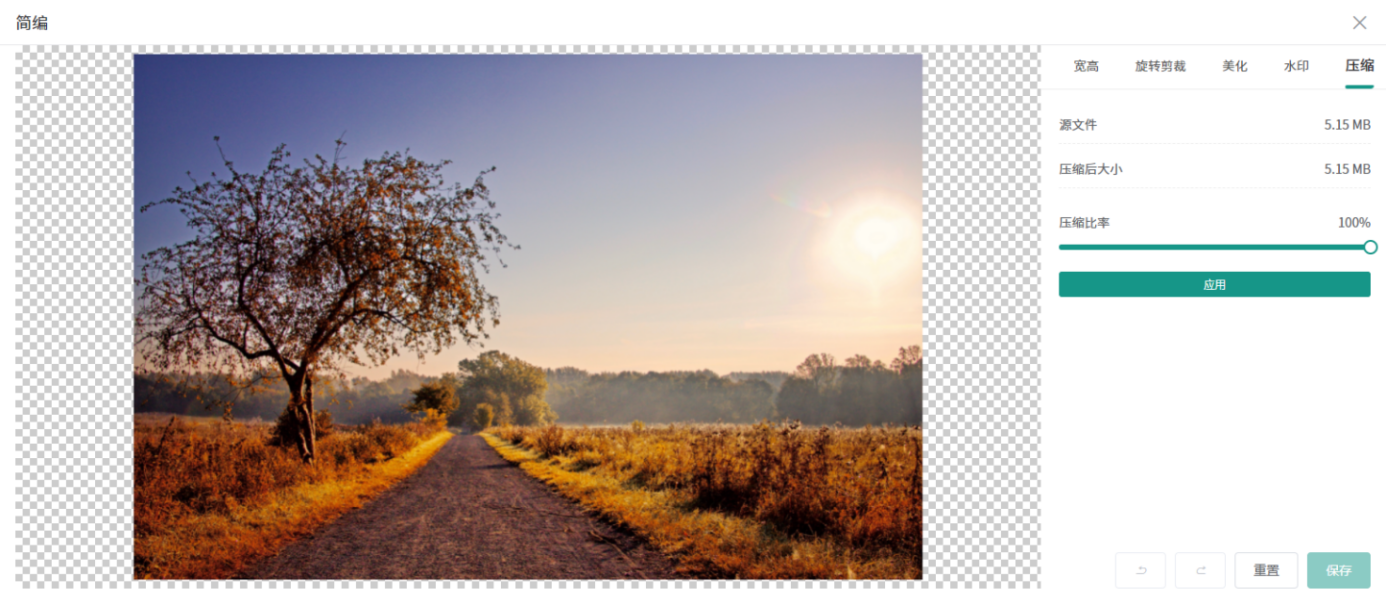 简编
宽高 旋转剪裁 美化 水印 压缩
源文件 5.15 MB
压缩后大小 5.15 MB
压缩比率 100%
应用
重置 保存